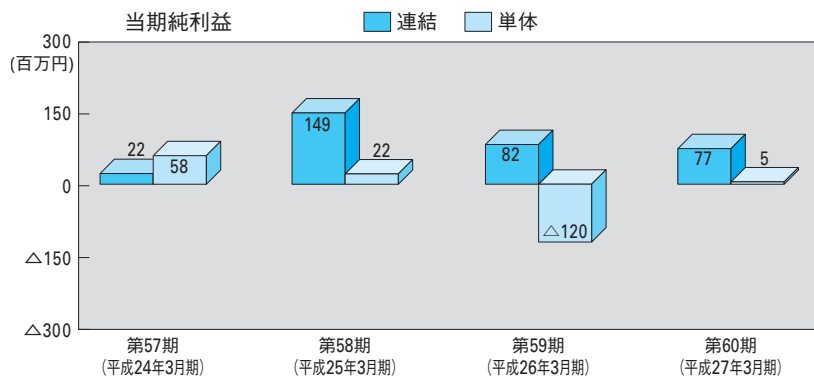 当期純利益 連結 単体
300
(百万円)
150
0
△150
△300
22
58
149
22
82
△120
77
5
第57期
(平成24年3月期)
第58期
(平成25年3月期)
第59期
(平成26年3月期)
第60期
(平成27年3月期)